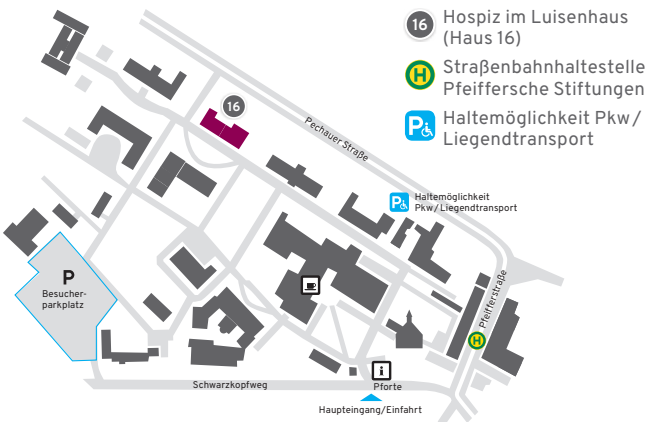 16
Hospiz im Luisenhaus
(Haus 16)
H
Straßenbahnhaltestelle
Pfeiffersche Stiftungen
P
Haltemöglichkeit Pkw/
Liegendtransport
16
Pechauer Straße
P
Haltemöglichkeit
Pkw/Liegendtransport
P
Besucher-
parkplatz
Pfeifferstraße
H
i
Schwarzkopfweg
Pforte
Haupteingang/Einfahrt